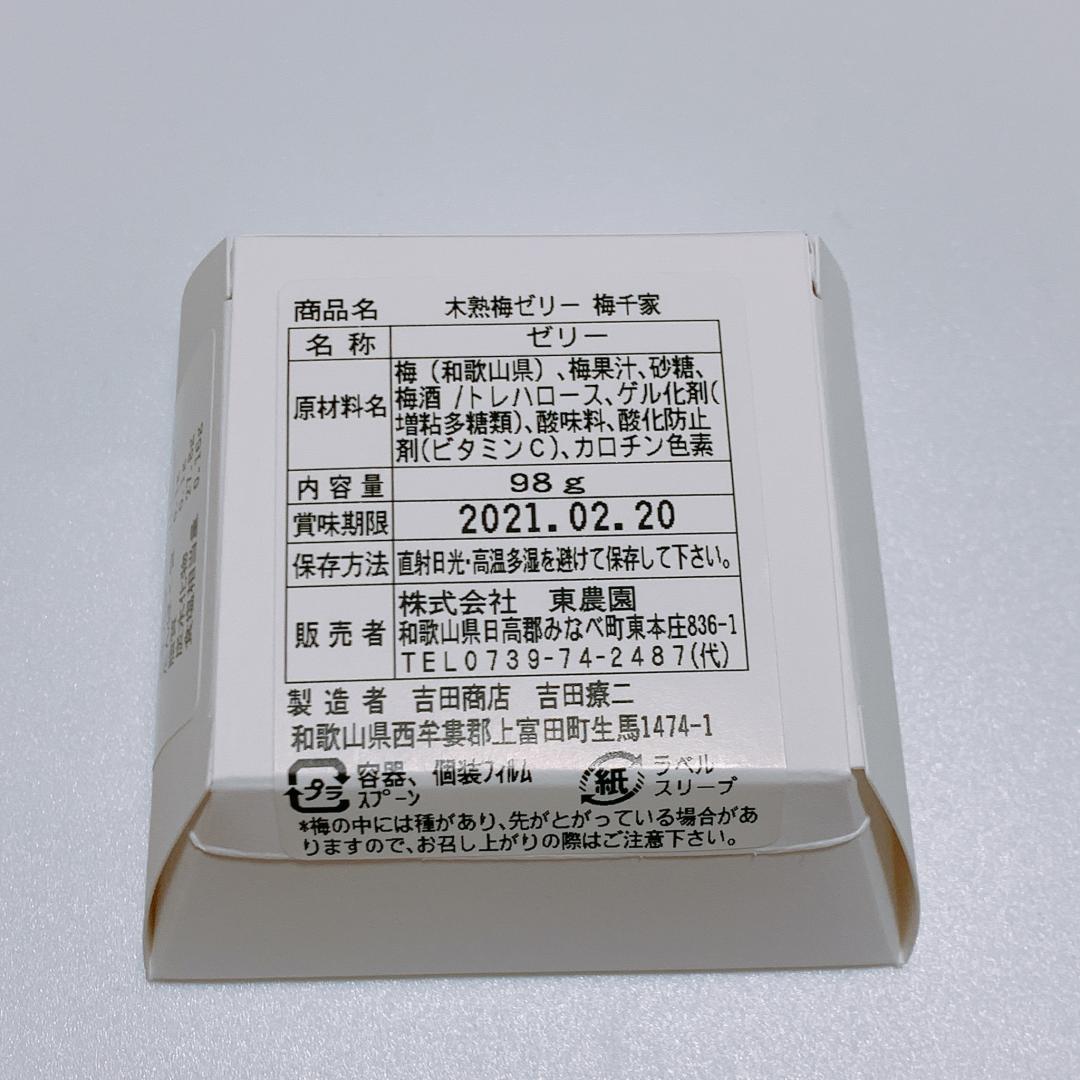 商品名 木熟梅ゼリー 梅千家
名称 ゼリー
原材料名 梅（和歌山県）、梅果汁、砂糖、
梅酒 /トレハロース、ゲル化剤(
増粘多糖類)、酸味料、酸化防止
剤(ビタミンC)、カロチン色素
内容量 98g
賞味期限 2021.02.20
保存方法 直射日光・高温多湿を避けて保存して下さい。
販売者 株式会社 東農園
和歌山県日高郡みなべ町東本庄836-1
TEL0739-74-2487(代)
製造者 吉田商店 吉田療二
和歌山県西牟婁郡上富田町生馬1474-1
プラ 容器、個装フィルム
スプーン
紙 ラベル
スリーブ
*梅の中には種があり、先がとがっている場合があ
りますので、お召し上がりの際はご注意下さい。